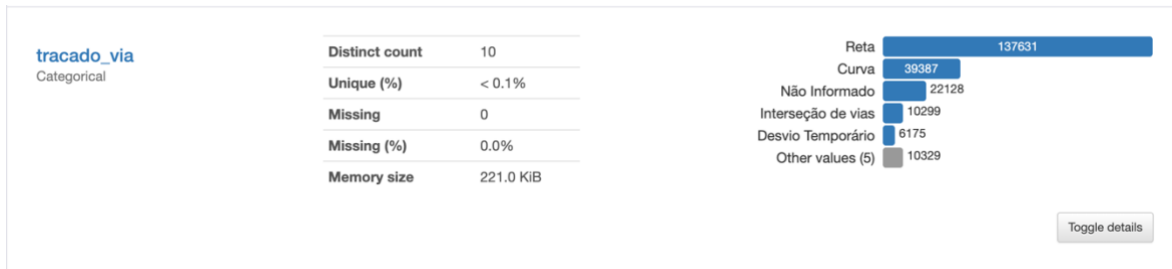 tracado_via
Categorical
Distinct count 10
Unique (%) < 0.1%
Missing 0
Missing (%) 0.0%
Memory size 221.0 KiB
Reta 137631
Curva 39387
Não Informado 22128
Interseção de vias 10299
Desvio Temporário 6175
Other values (5) 10329
Toggle details